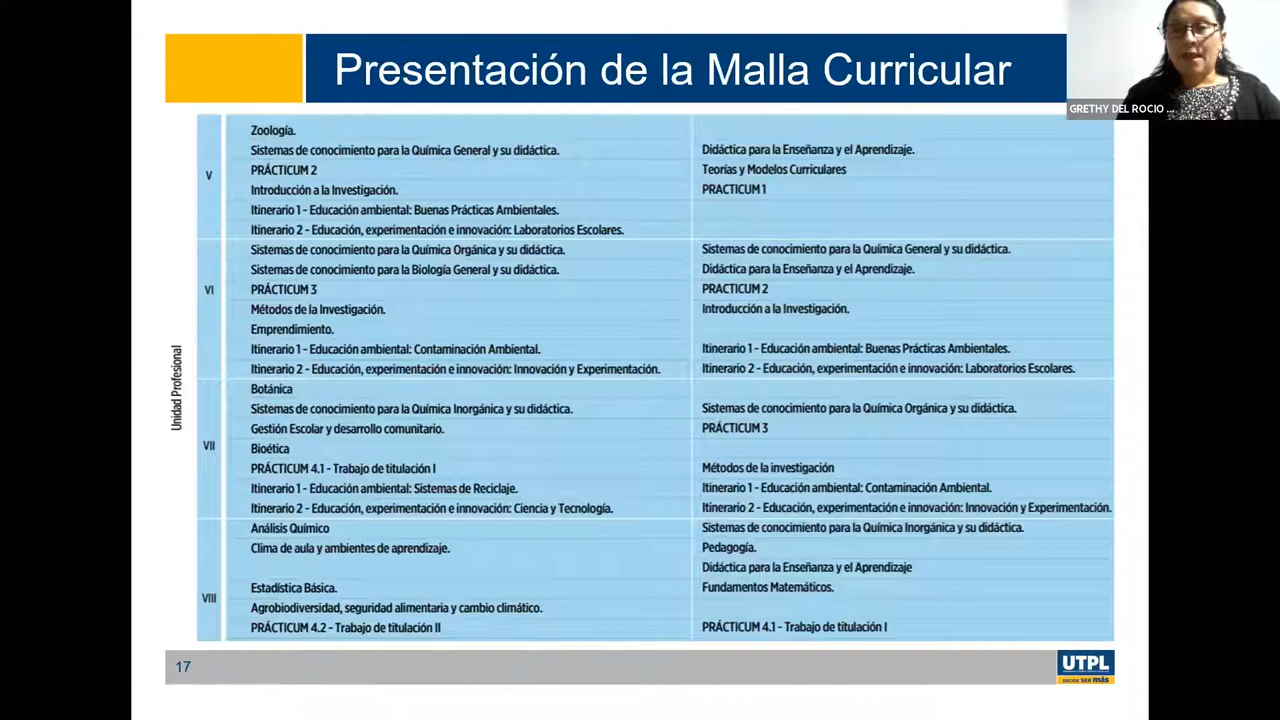 Presentación de la Malla Curricular
GRETHY DEL ROCIO ...
Unidad Profesional
V
Zoología.
Sistemas de conocimiento para la Química General y su didáctica.
Didáctica para la Enseñanza y el Aprendizaje.
PRÁCTICUM 2
Teorías y Modelos Curriculares
Introducción a la Investigación.
PRACTICUM 1
Itinerario 1 - Educación ambiental: Buenas Prácticas Ambientales.
Itinerario 2 - Educación, experimentación e innovación: Laboratorios Escolares.
VI
Sistemas de conocimiento para la Química Orgánica y su didáctica.
Sistemas de conocimiento para la Química General y su didáctica.
Sistemas de conocimiento para la Biología General y su didáctica.
Didáctica para la Enseñanza y el Aprendizaje.
PRÁCTICUM 3
PRACTICUM 2
Métodos de la Investigación.
Introducción a la Investigación.
Emprendimiento.
Itinerario 1 - Educación ambiental: Contaminación Ambiental.
Itinerario 1 - Educación ambiental: Buenas Prácticas Ambientales.
Itinerario 2 - Educación, experimentación e innovación: Innovación y Experimentación.
Itinerario 2 - Educación, experimentación e innovación: Laboratorios Escolares.
VII
Botánica
Sistemas de conocimiento para la Química Inorgánica y su didáctica.
Sistemas de conocimiento para la Química Orgánica y su didáctica.
Gestión Escolar y desarrollo comunitario.
PRÁCTICUM 3
Bioética
PRÁCTICUM 4.1 - Trabajo de titulación I
Métodos de la investigación
Itinerario 1 - Educación ambiental: Sistemas de Reciclaje.
Itinerario 1 - Educación ambiental: Contaminación Ambiental.
Itinerario 2 - Educación, experimentación e innovación: Ciencia y Tecnología.
Itinerario 2 - Educación, experimentación e innovación: Innovación y Experimentación.
VIII
Análisis Químico
Sistemas de conocimiento para la Química Inorgánica y su didáctica.
Clima de aula y ambientes de aprendizaje.
Pedagogía.
Didáctica para la Enseñanza y el Aprendizaje
Estadística Básica.
Fundamentos Matemáticos.
Agrobiodiversidad, seguridad alimentaria y cambio climático.
PRÁCTICUM 4.2 - Trabajo de titulación II
PRÁCTICUM 4.1 - Trabajo de titulación I
17
UTPL
DECIDE SER más